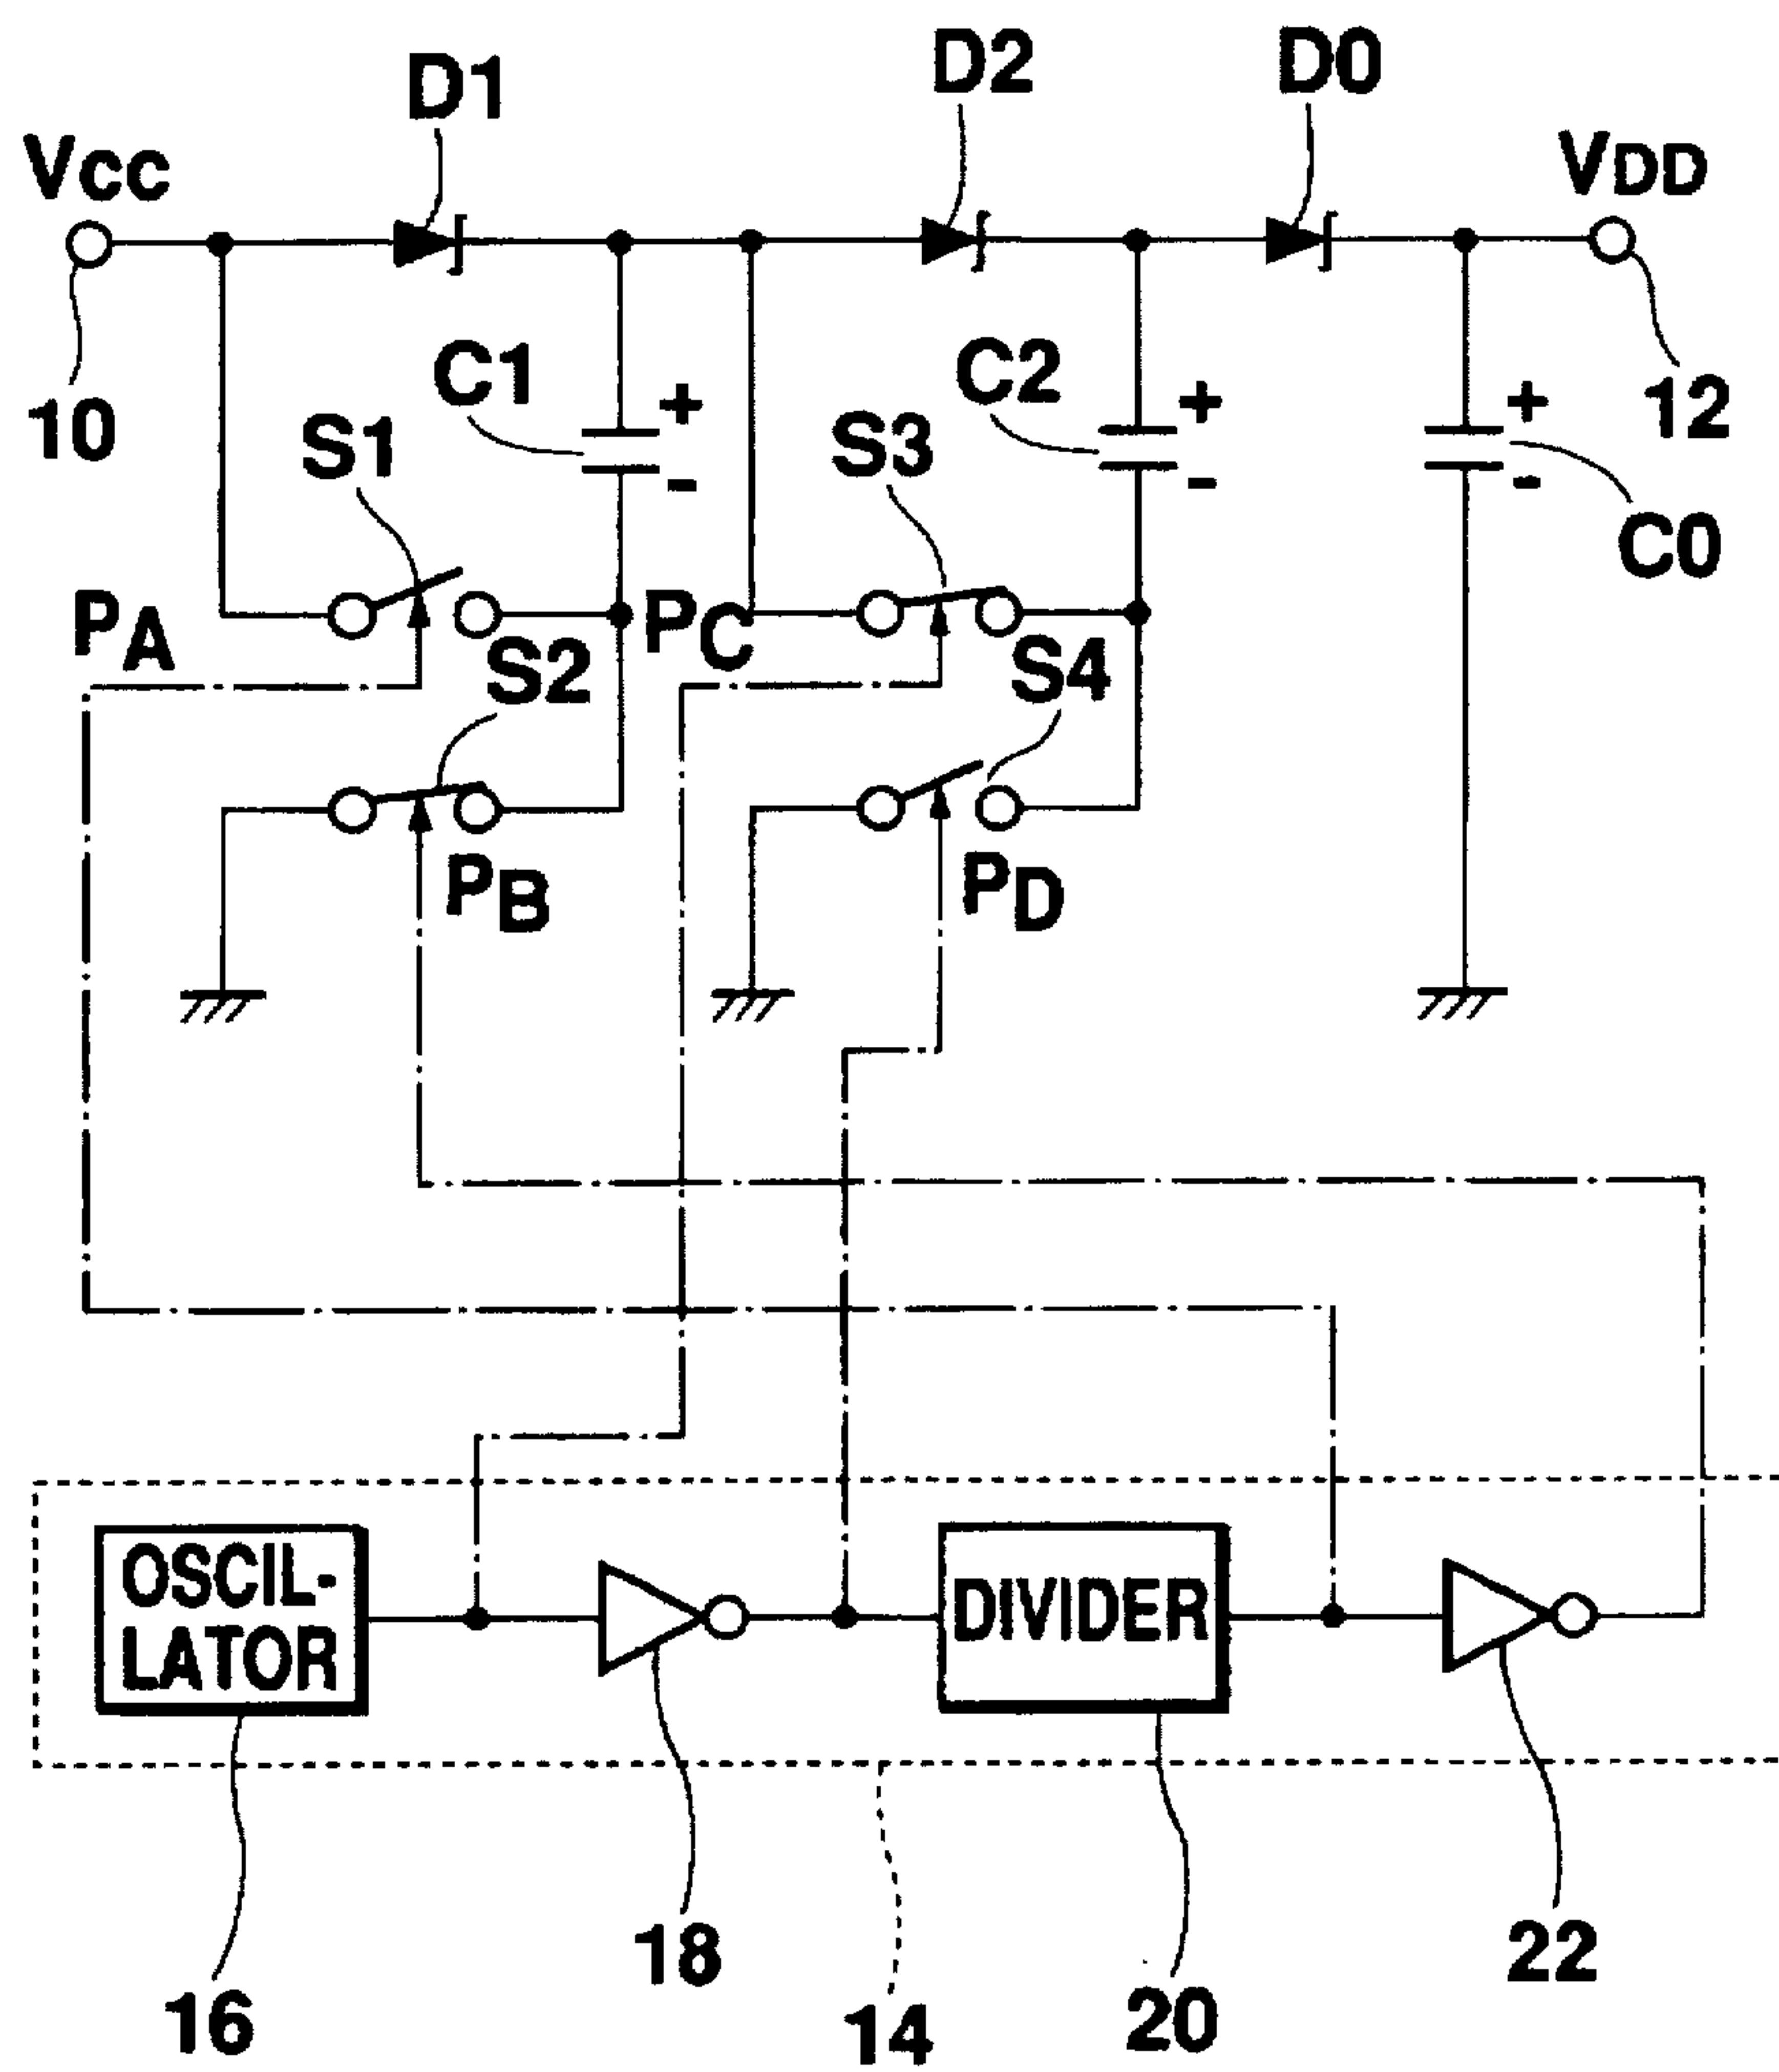 D1
D2
D0
VCC
VDD
10
C1
+
-
S1
C2
+
-
S3
+
-
12
C0
PA
S2
PC
S4
PB
PD
OSCIL-
LATOR
DIVIDER
16
18
14
20
22